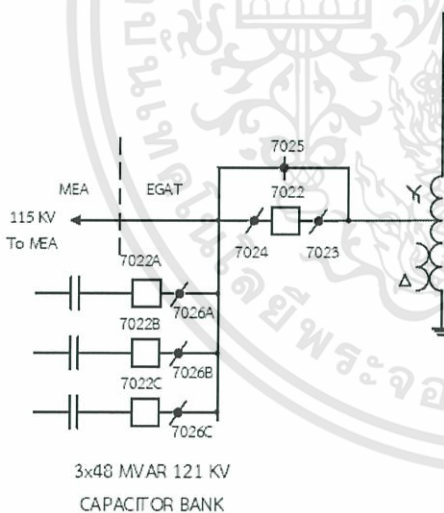 7025
MEA EGAT
7022
115 KV
To MEA
7024 7023
7022A
7026A
7022B
7026B
7022C
7026C
3x48 MVAR 121 KV
CAPACITOR BANK